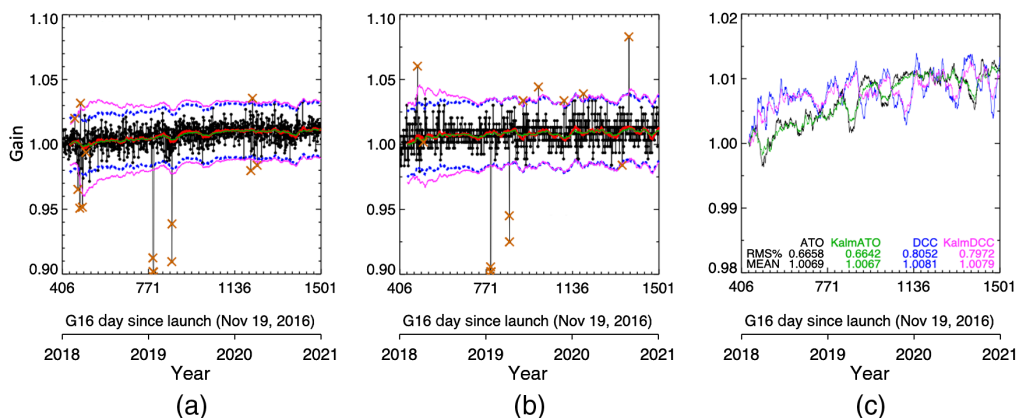 Gain
1.10
1.05
1.00
0.95
0.90
406 771 1136 1501
G16 day since launch (Nov 19, 2016)
2018 2019 2020 2021
Year
(a)
1.10
1.05
1.00
0.95
0.90
406 771 1136 1501
G16 day since launch (Nov 19, 2016)
2018 2019 2020 2021
Year
(b)
1.02
1.01
1.00
0.99
0.98
ATO KalmATO DCC KalmDCC
RMS% 0.6658 0.6642 0.8052 0.7972
MEAN 1.0069 1.0067 1.0081 1.0079
406 771 1136 1501
G16 day since launch (Nov 19, 2016)
2018 2019 2020 2021
Year
(c)